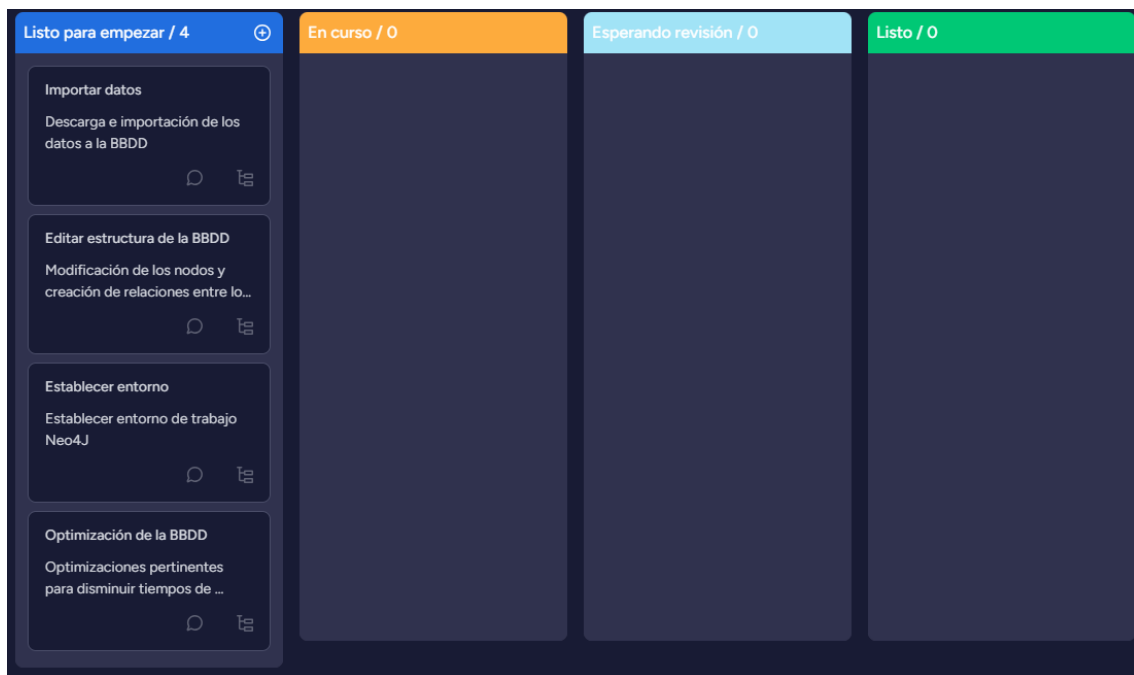 Listo para empezar / 4
Importar datos
Descarga e importación de los
datos a la BBDD
Editar estructura de la BBDD
Modificación de los nodos y
creación de relaciones entre lo...
Establecer entorno
Establecer entorno de trabajo
Neo4J
Optimización de la BBDD
Optimizaciones pertinentes
para disminuir tiempos de ...
En curso / 0
Esperando revisión / 0
Listo / 0